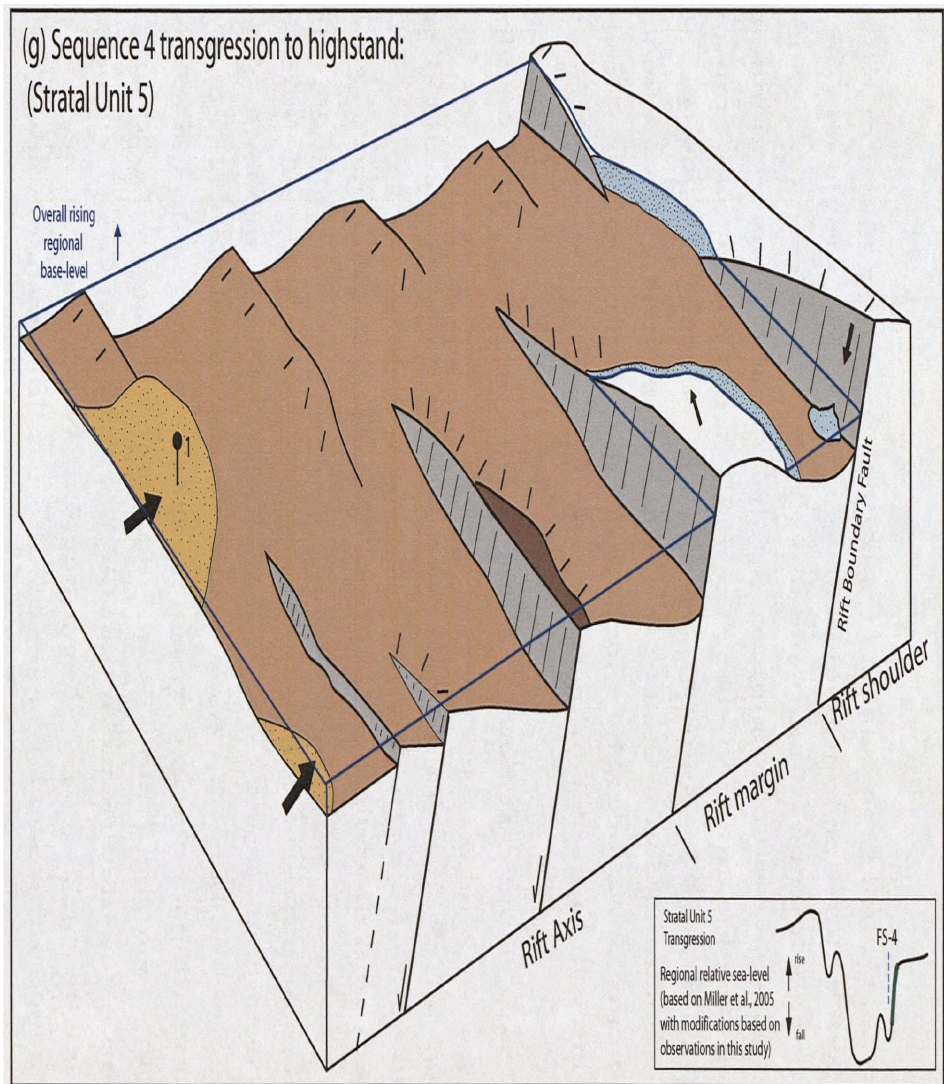 (g) Sequence 4 transgression to highstand:
(Stratal Unit 5)
Overall rising
regional
base-level
1
Rift Boundary Fault
Rift shoulder
Rift margin
Rift Axis
Stratal Unit 5
Transgression
FS-4
rise
Regional relative sea-level
(based on Miller et al., 2005
with modifications based on
observations in this study)
fall